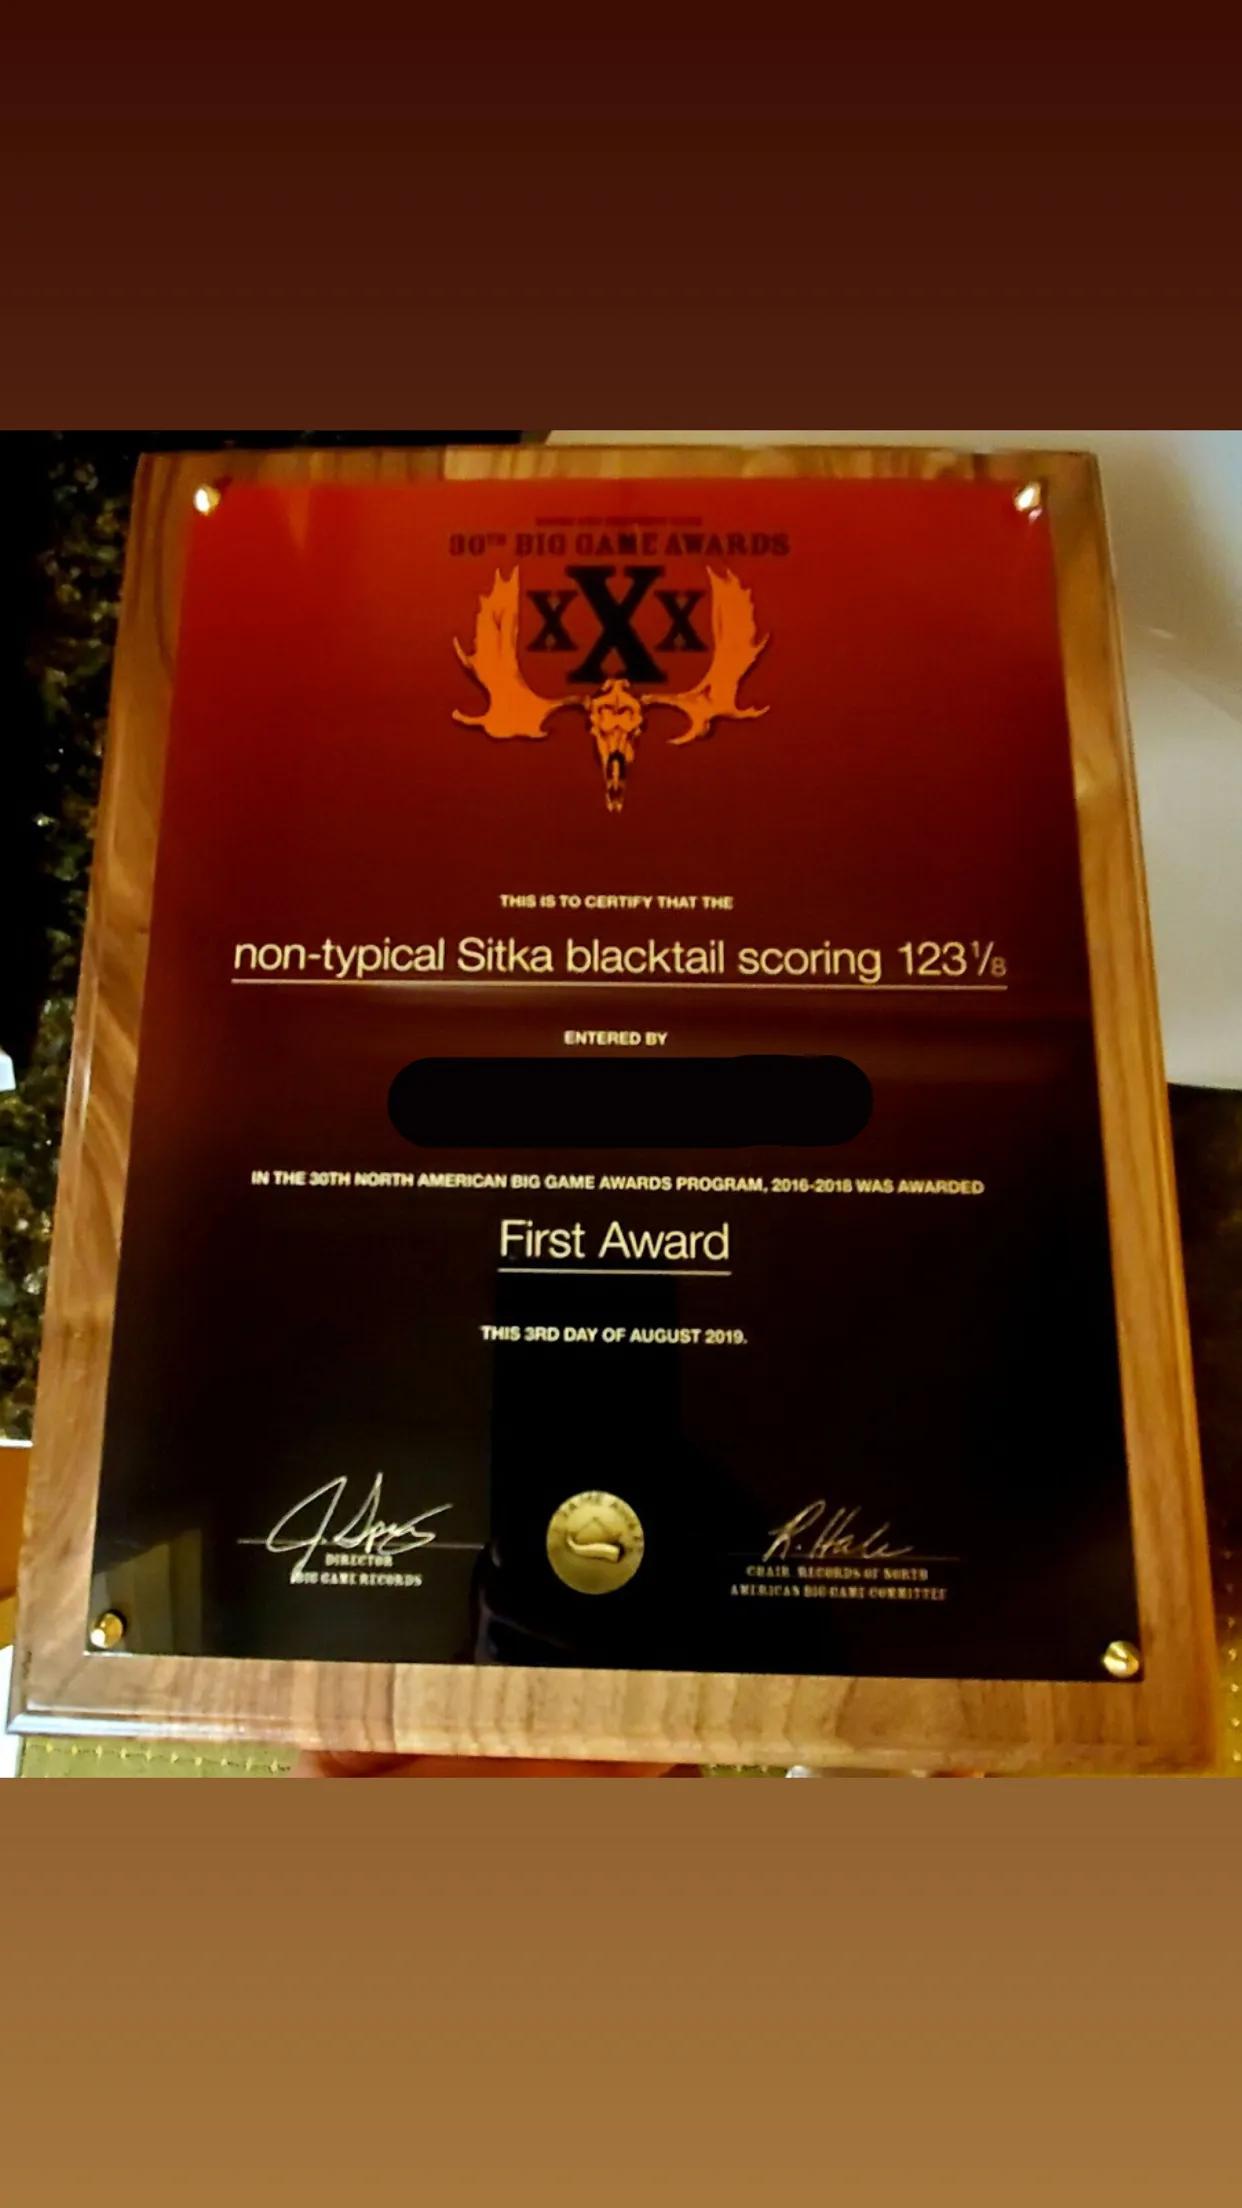 30TH BIG GAME AWARDS
XXX
THIS IS TO CERTIFY THAT THE
non-typical Sitka blacktail scoring 123 1/8
ENTERED BY
IN THE 30TH NORTH AMERICAN BIG GAME AWARDS PROGRAM, 2016-2018 WAS AWARDED
First Award
THIS 3RD DAY OF AUGUST 2019.
DIRECTOR
BIG GAME RECORDS
R. Hale
CHAIR, RECORDS OF NORTH
AMERICAN BIG GAME COMMITTEE